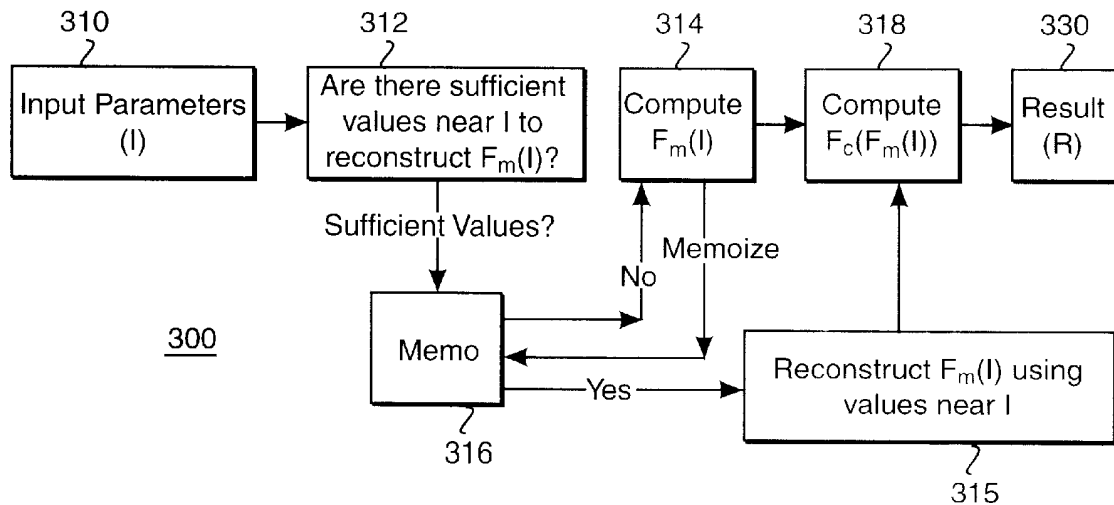 310
312
314
318
330
Input Parameters
(I)
Are there sufficient
values near I to
reconstruct Fm(I)?
Compute
Fm(I)
Compute
Fc(Fm(I))
Result
(R)
Sufficient Values?
Memoize
No
300
Memo
Yes
Reconstruct Fm(I) using
values near I
316
315